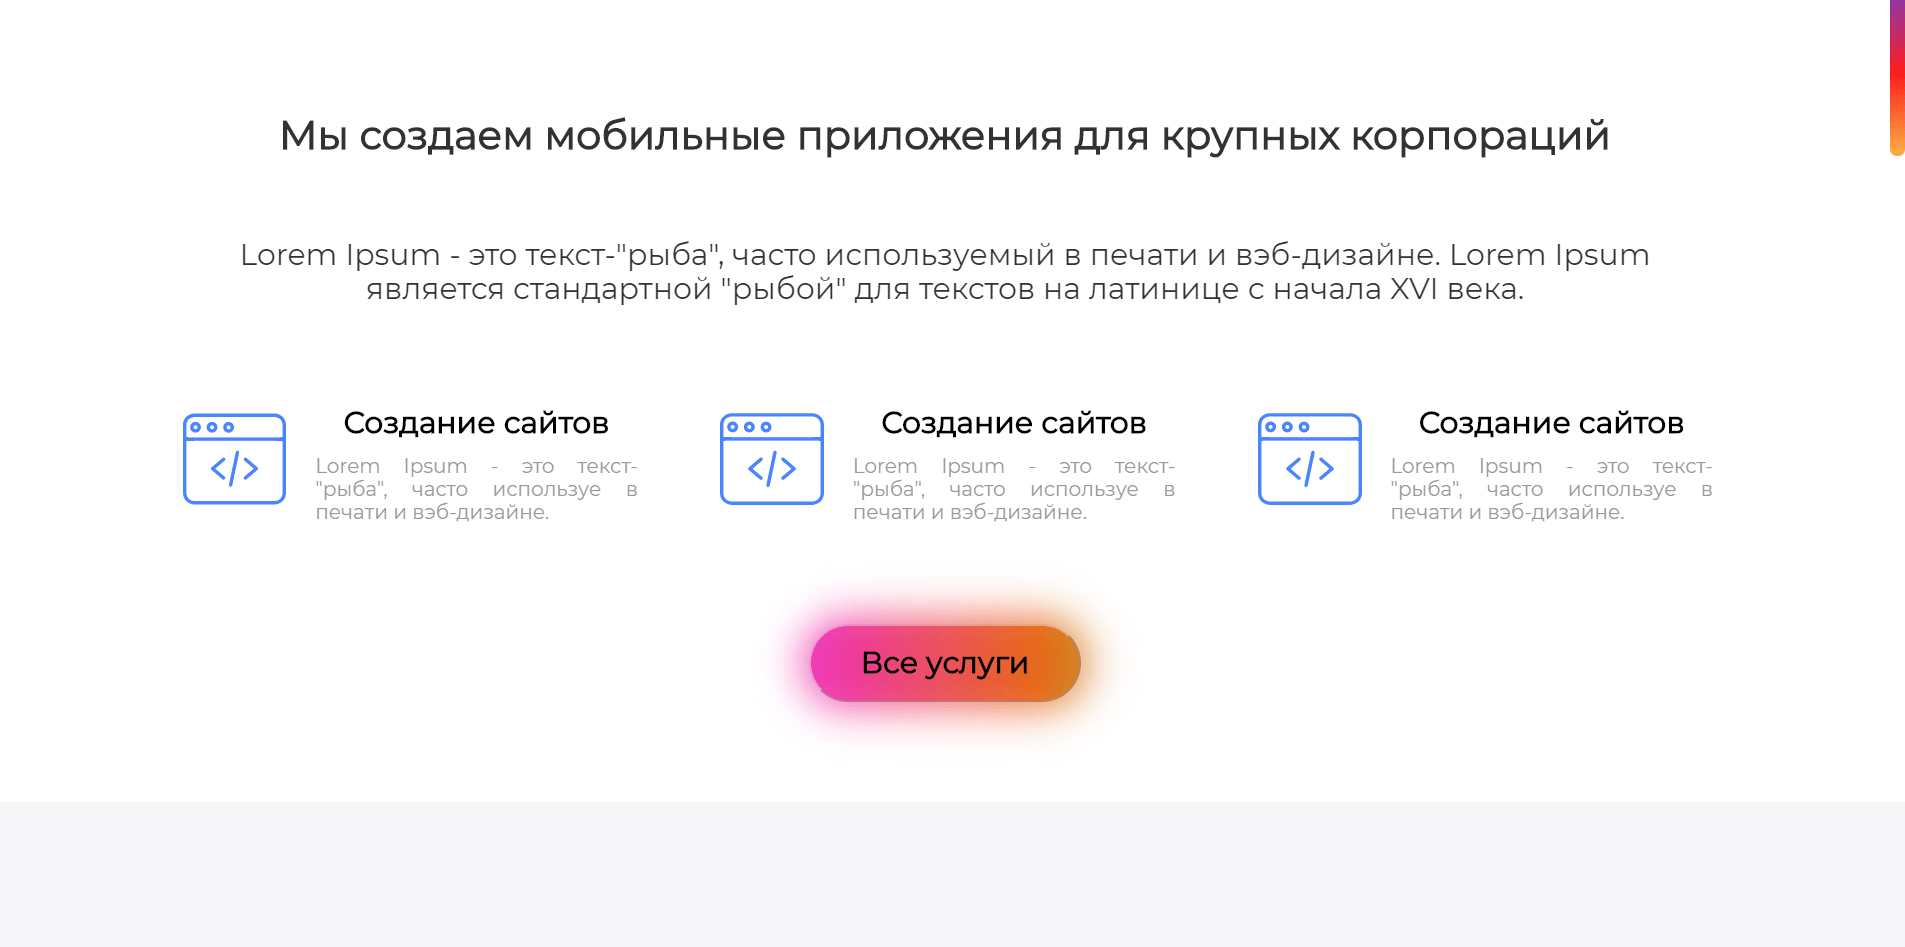 Мы создаем мобильные приложения для крупных корпораций
Lorem Ipsum - это текст-"рыба", часто используемый в печати и вэб-дизайне. Lorem Ipsum
является стандартной "рыбой" для текстов на латинице с начала XVI века.
Создание сайтов
Lorem Ipsum - это текст-
"рыба", часто используе в
печати и вэб-дизайне.
Создание сайтов
Lorem Ipsum - это текст-
"рыба", часто используе в
печати и вэб-дизайне.
Создание сайтов
Lorem Ipsum - это текст-
"рыба", часто используе в
печати и вэб-дизайне.
Все услуги